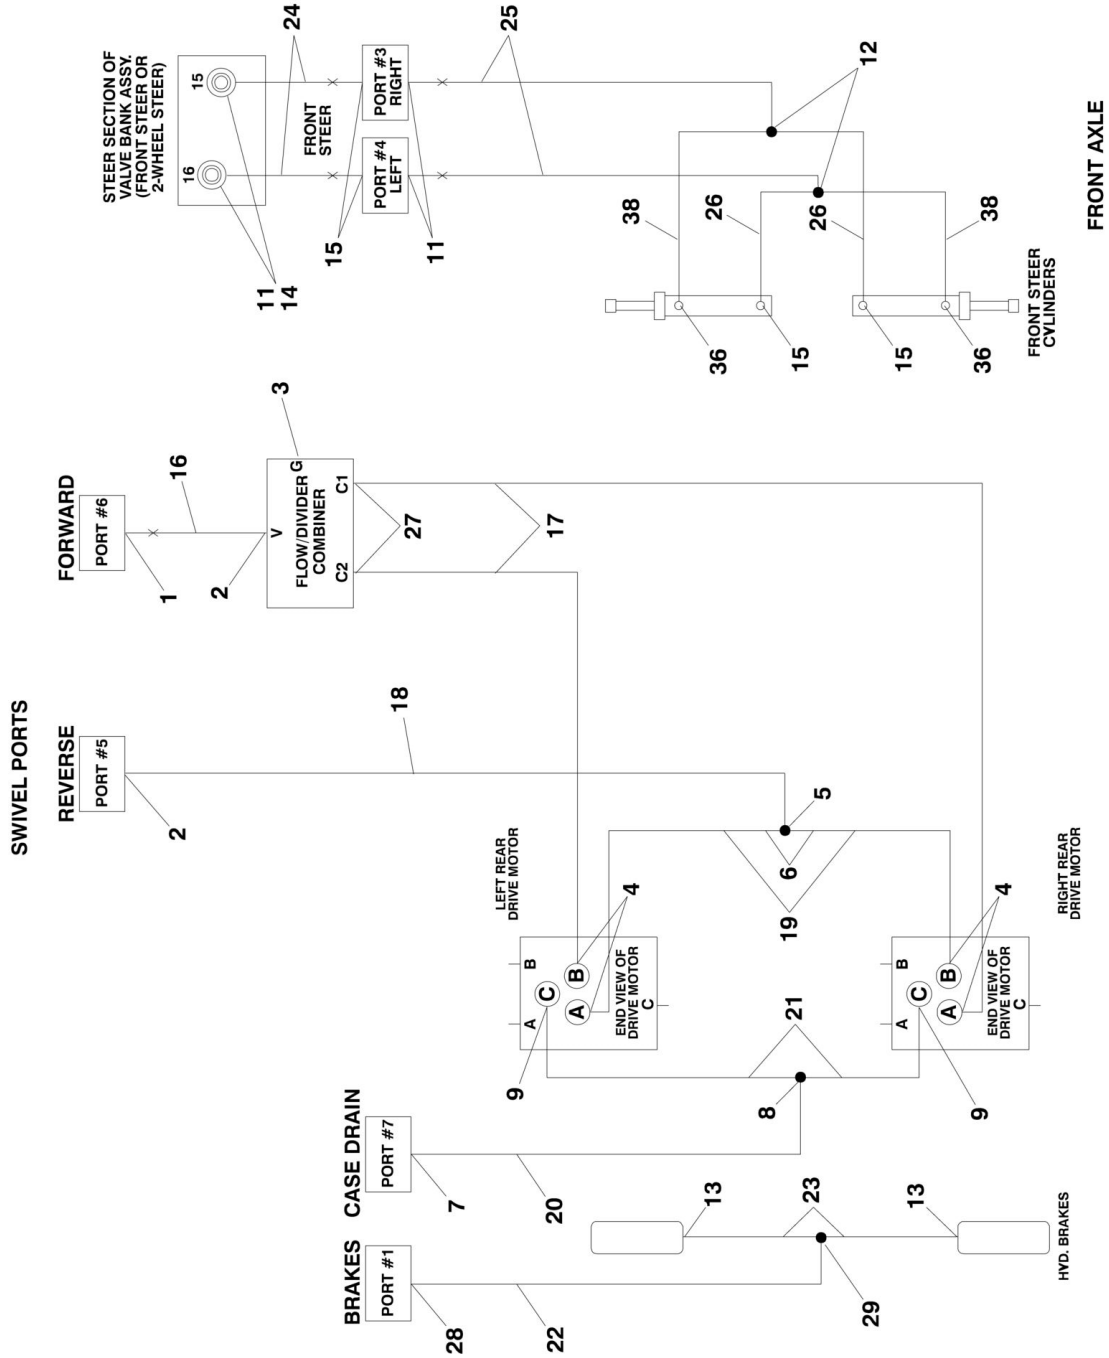 SWIVEL PORTS
BRAKES
PORT #1
28
22
CASE DRAIN
PORT #7
7
20
REVERSE
PORT #5
2
18
FORWARD
PORT #6
1
16
2
V
G
3
FLOW/DIVIDER
COMBINER
C2
C1
27
17
STEER SECTION OF
VALVE BANK ASSY.
(FRONT STEER OR
2-WHEEL STEER)
16
15
11
14
24
FRONT
STEER
PORT #4
LEFT
PORT #3
RIGHT
15
11
25
12
LEFT REAR
DRIVE MOTOR
A
B
C
A
B
END VIEW OF
DRIVE MOTOR
C
9
4
21
8
5
6
19
13
23
13
29
HYD. BRAKES
A
B
C
A
B
END VIEW OF
DRIVE MOTOR
C
9
4
RIGHT REAR
DRIVE MOTOR
38
26
26
38
36
15
15
36
FRONT STEER
CYLINDERS
FRONT AXLE